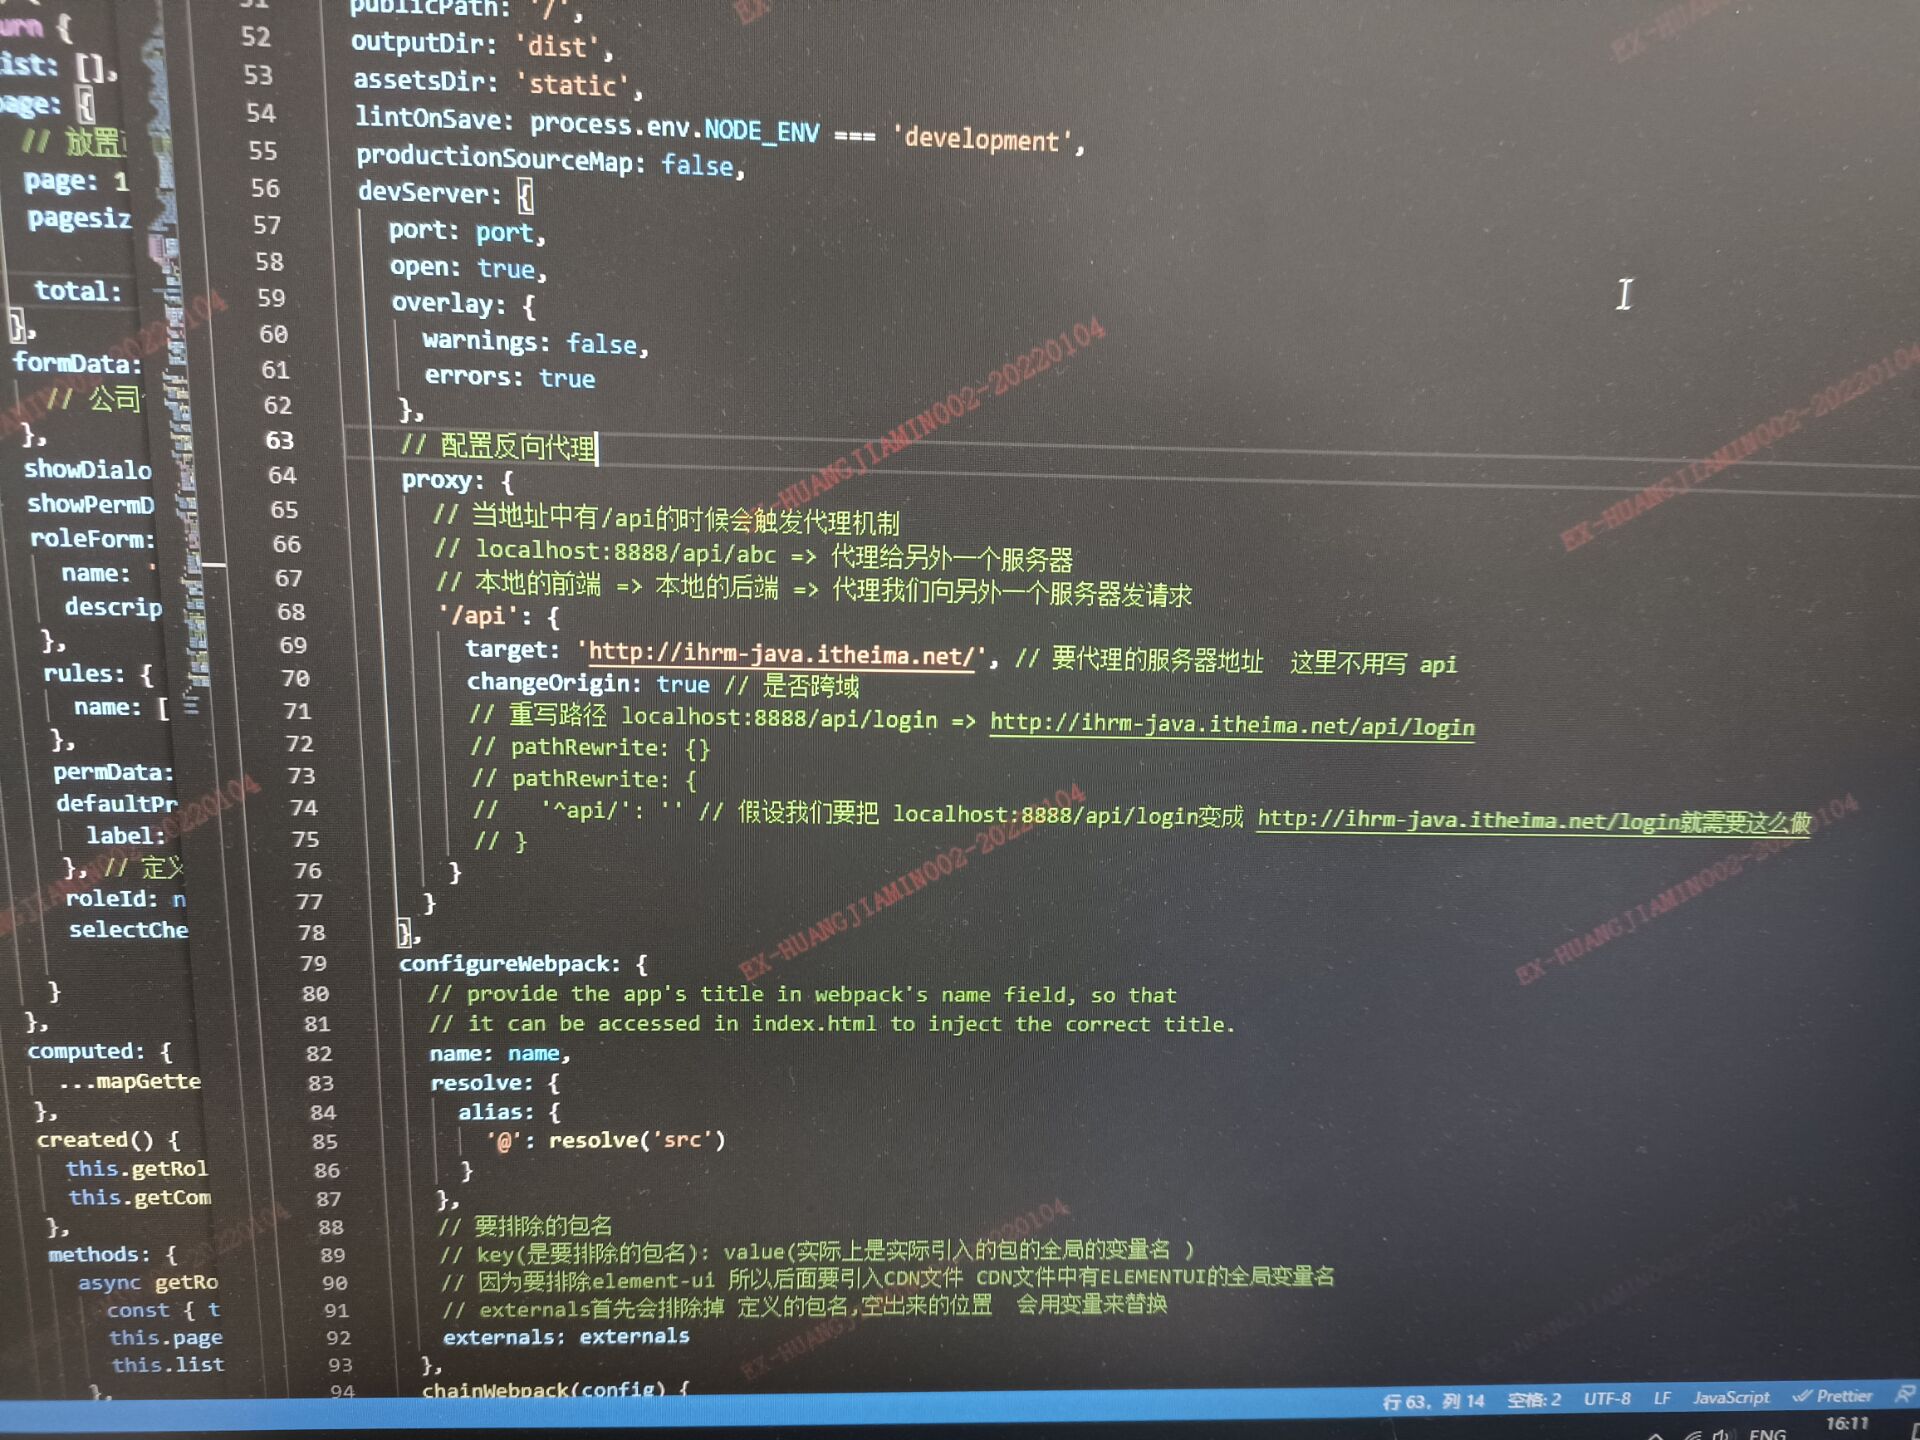 urn {
ist: [],
page: {
// 放置
page: 1
pagesiz
total:
},
formData:
// 公司
},
showDialo
showPermD
roleForm:
name: '
descrip
},
rules: {
name: [
},
permData:
defaultPr
label:
}, // 定义
roleId: n
selectChe
}
},
computed: {
...mapGette
},
created() {
this.getRol
this.getCom
},
methods: {
async getRo
const { t
this.page
this.list
},
51 publicPath: '/',
52 outputDir: 'dist',
53 assetsDir: 'static',
54 lintOnSave: process.env.NODE_ENV === 'development',
55 productionSourceMap: false,
56 devServer: {
57 port: port,
58 open: true,
59 overlay: {
60 warnings: false,
61 errors: true
62 },
63 // 配置反向代理
64 proxy: {
65 // 当地址中有/api的时候会触发代理机制
66 // localhost:8888/api/abc => 代理给另外一个服务器
67 // 本地的前端 => 本地的后端 => 代理我们向另外一个服务器发请求
68 '/api': {
69 target: 'http://ihrm-java.itheima.net/', // 要代理的服务器地址 这里不用写 api
70 changeOrigin: true // 是否跨域
71 // 重写路径 localhost:8888/api/login => http://ihrm-java.itheima.net/api/login
72 // pathRewrite: {}
73 // pathRewrite: {
74 // '^api/': '' // 假设我们要把 localhost:8888/api/login变成 http://ihrm-java.itheima.net/login就需要这么做
75 // }
76 }
77 }
78 },
79 configureWebpack: {
80 // provide the app's title in webpack's name field, so that
81 // it can be accessed in index.html to inject the correct title.
82 name: name,
83 resolve: {
84 alias: {
85 '@': resolve('src')
86 }
87 },
88 // 要排除的包名
89 // key(是要排除的包名): value(实际上是实际引入的包的全局的变量名 )
90 // 因为要排除element-ui 所以后面要引入CDN文件 CDN文件中有ELEMENTUI的全局变量名
91 // externals首先会排除掉 定义的包名,空出来的位置 会用变量来替换
92 externals: externals
93 },
94 chainWebpack(config) {
EX-HUANGJIAMIN002-20220104
EX-HUANGJIAMIN002-20220104
EX-HUANGJIAMIN002-20220104
EX-HUANGJIAMIN002-20220104
行 63，列 14 空格: 2 UTF-8 LF JavaScript Prettier
ENG 16:11